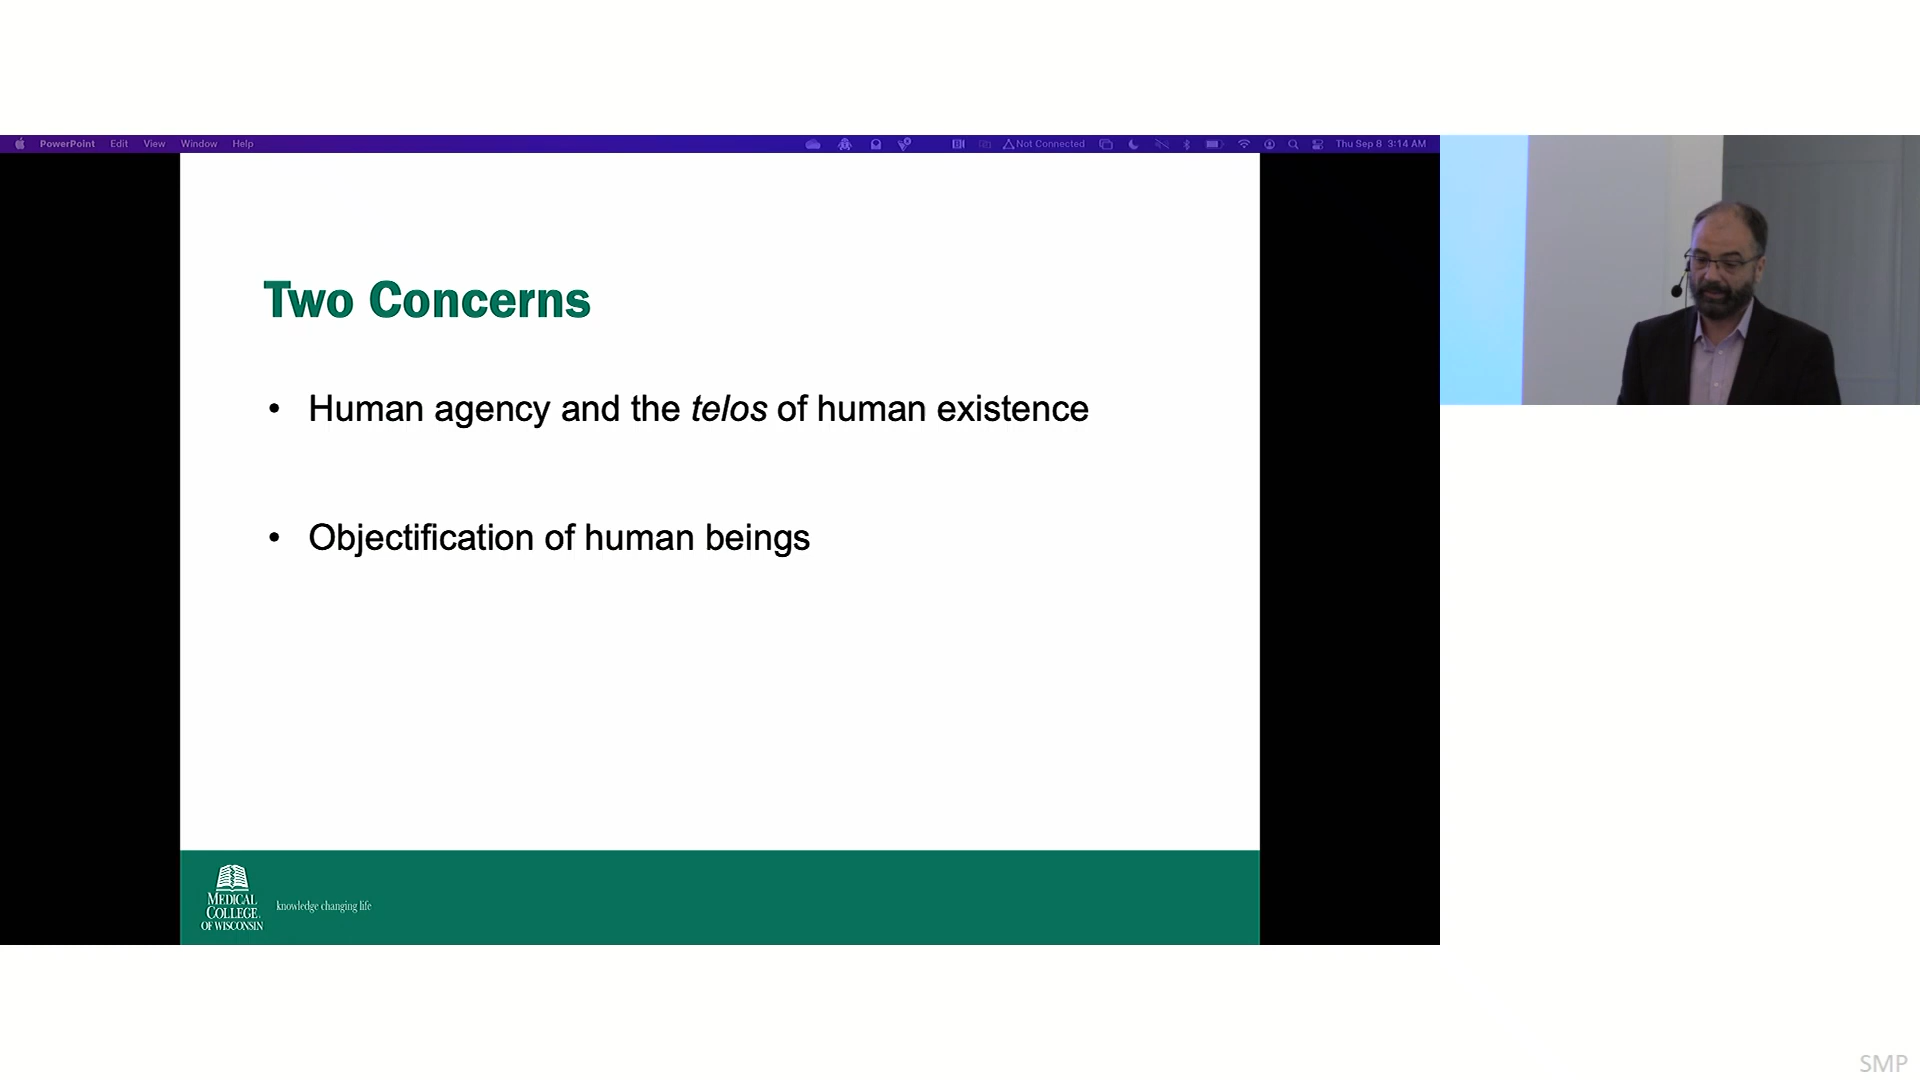 PowerPoint Edit View Window Help
Not Connected Thu Sep 8 3:14 AM
Two Concerns
• Human agency and the telos of human existence
• Objectification of human beings
MEDICAL
COLLEGE
OF WISCONSIN
knowledge changing life
SMP